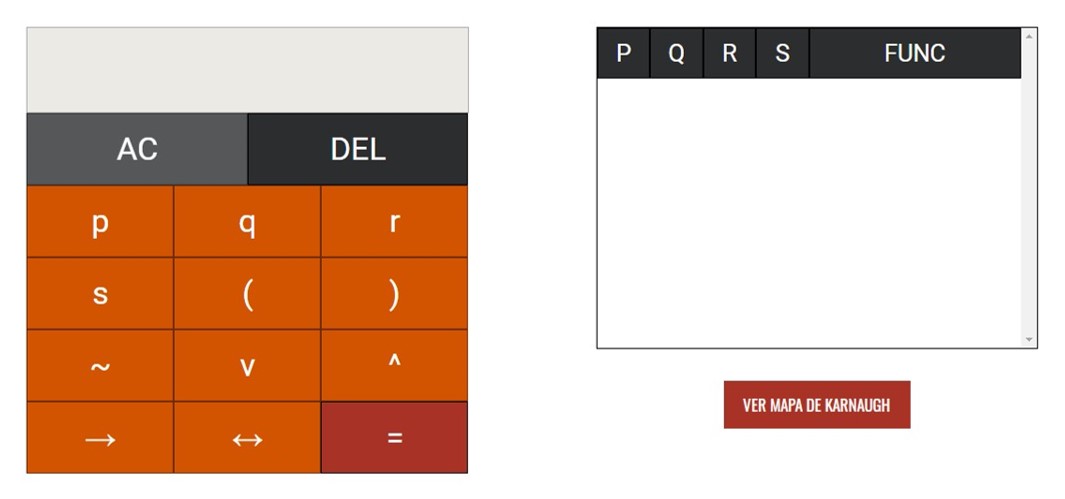 AC DEL
p q r
s ( )
~ v ^
→ ↔ =
P Q R S FUNC
VER MAPA DE KARNAUGH